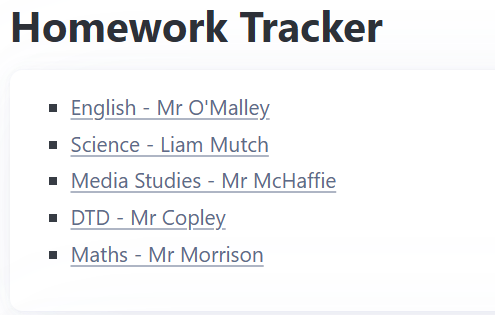 Homework Tracker
English - Mr O'Malley
Science - Liam Mutch
Media Studies - Mr McHaffie
DTD - Mr Copley
Maths - Mr Morrison